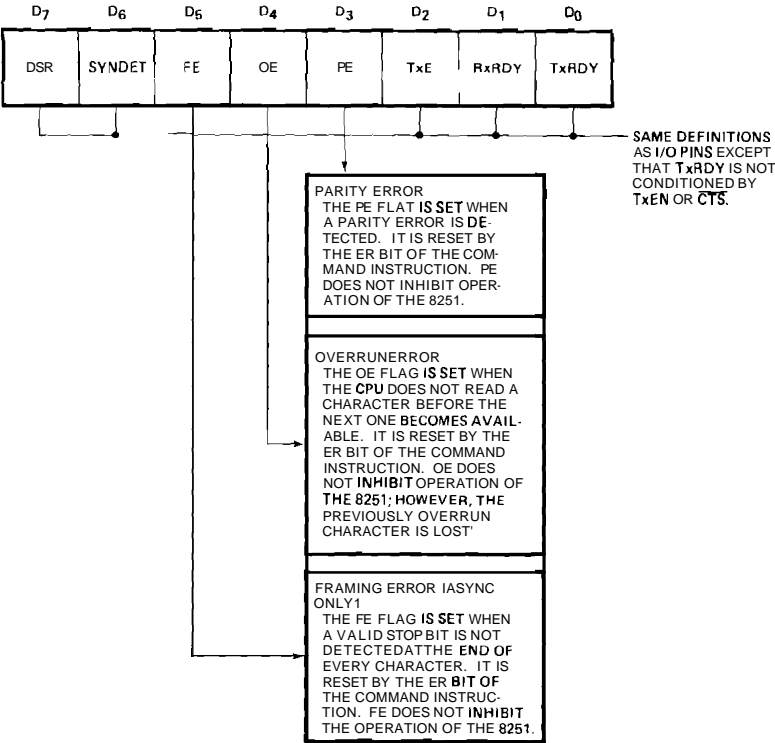 D7 D6 D5 D4 D3 D2 D1 D0
DSR SYNDET FE OE PE TxE RxRDY TxRDY
SAME DEFINITIONS
AS I/O PINS EXCEPT
THAT TxRDY IS NOT
CONDITIONED BY
TxEN OR CTS.
PARITY ERROR
THE PE FLAT IS SET WHEN
A PARITY ERROR IS DE-
TECTED. IT IS RESET BY
THE ER BIT OF THE COM-
MAND INSTRUCTION. PE
DOES NOT INHIBIT OPER-
ATION OF THE 8251.
OVERRUNERROR
THE OE FLAG IS SET WHEN
THE CPU DOES NOT READ A
CHARACTER BEFORE THE
NEXT ONE BECOMES AVAIL-
ABLE. IT IS RESET BY THE
ER BIT OF THE COMMAND
INSTRUCTION. OE DOES
NOT INHIBIT OPERATION OF
THE 8251; HOWEVER, THE
PREVIOUSLY OVERRUN
CHARACTER IS LOST'
FRAMING ERROR IASYNC
ONLY1
THE FE FLAG IS SET WHEN
A VALID STOP BIT IS NOT
DETECTEDATTHE END OF
EVERY CHARACTER. IT IS
RESET BY THE ER BIT OF
THE COMMAND INSTRUC-
TION. FE DOES NOT INHIBIT
THE OPERATION OF THE 8251.